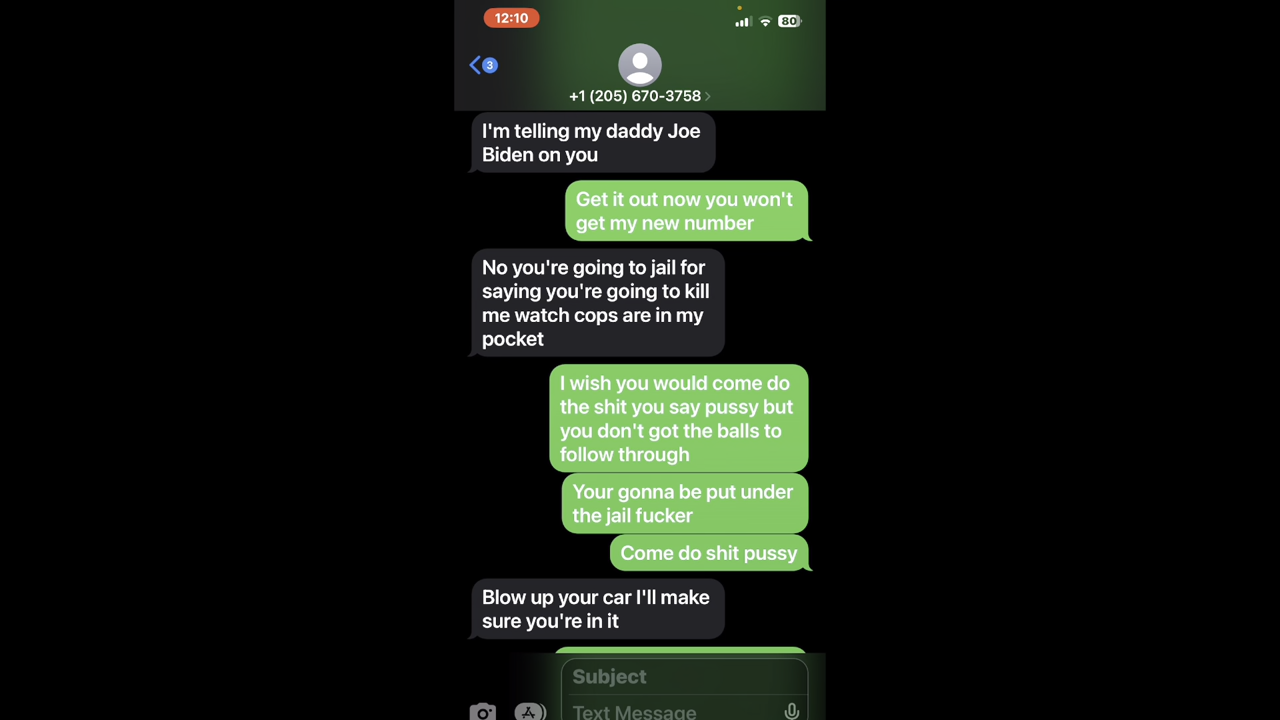 12:10
80
3
+1 (205) 670-3758
I'm telling my daddy Joe
Biden on you
Get it out now you won't
get my new number
No you're going to jail for
saying you're going to kill
me watch cops are in my
pocket
I wish you would come do
the shit you say pussy but
you don't got the balls to
follow through
Your gonna be put under
the jail fucker
Come do shit pussy
Blow up your car I'll make
sure you're in it
Subject
Text Message